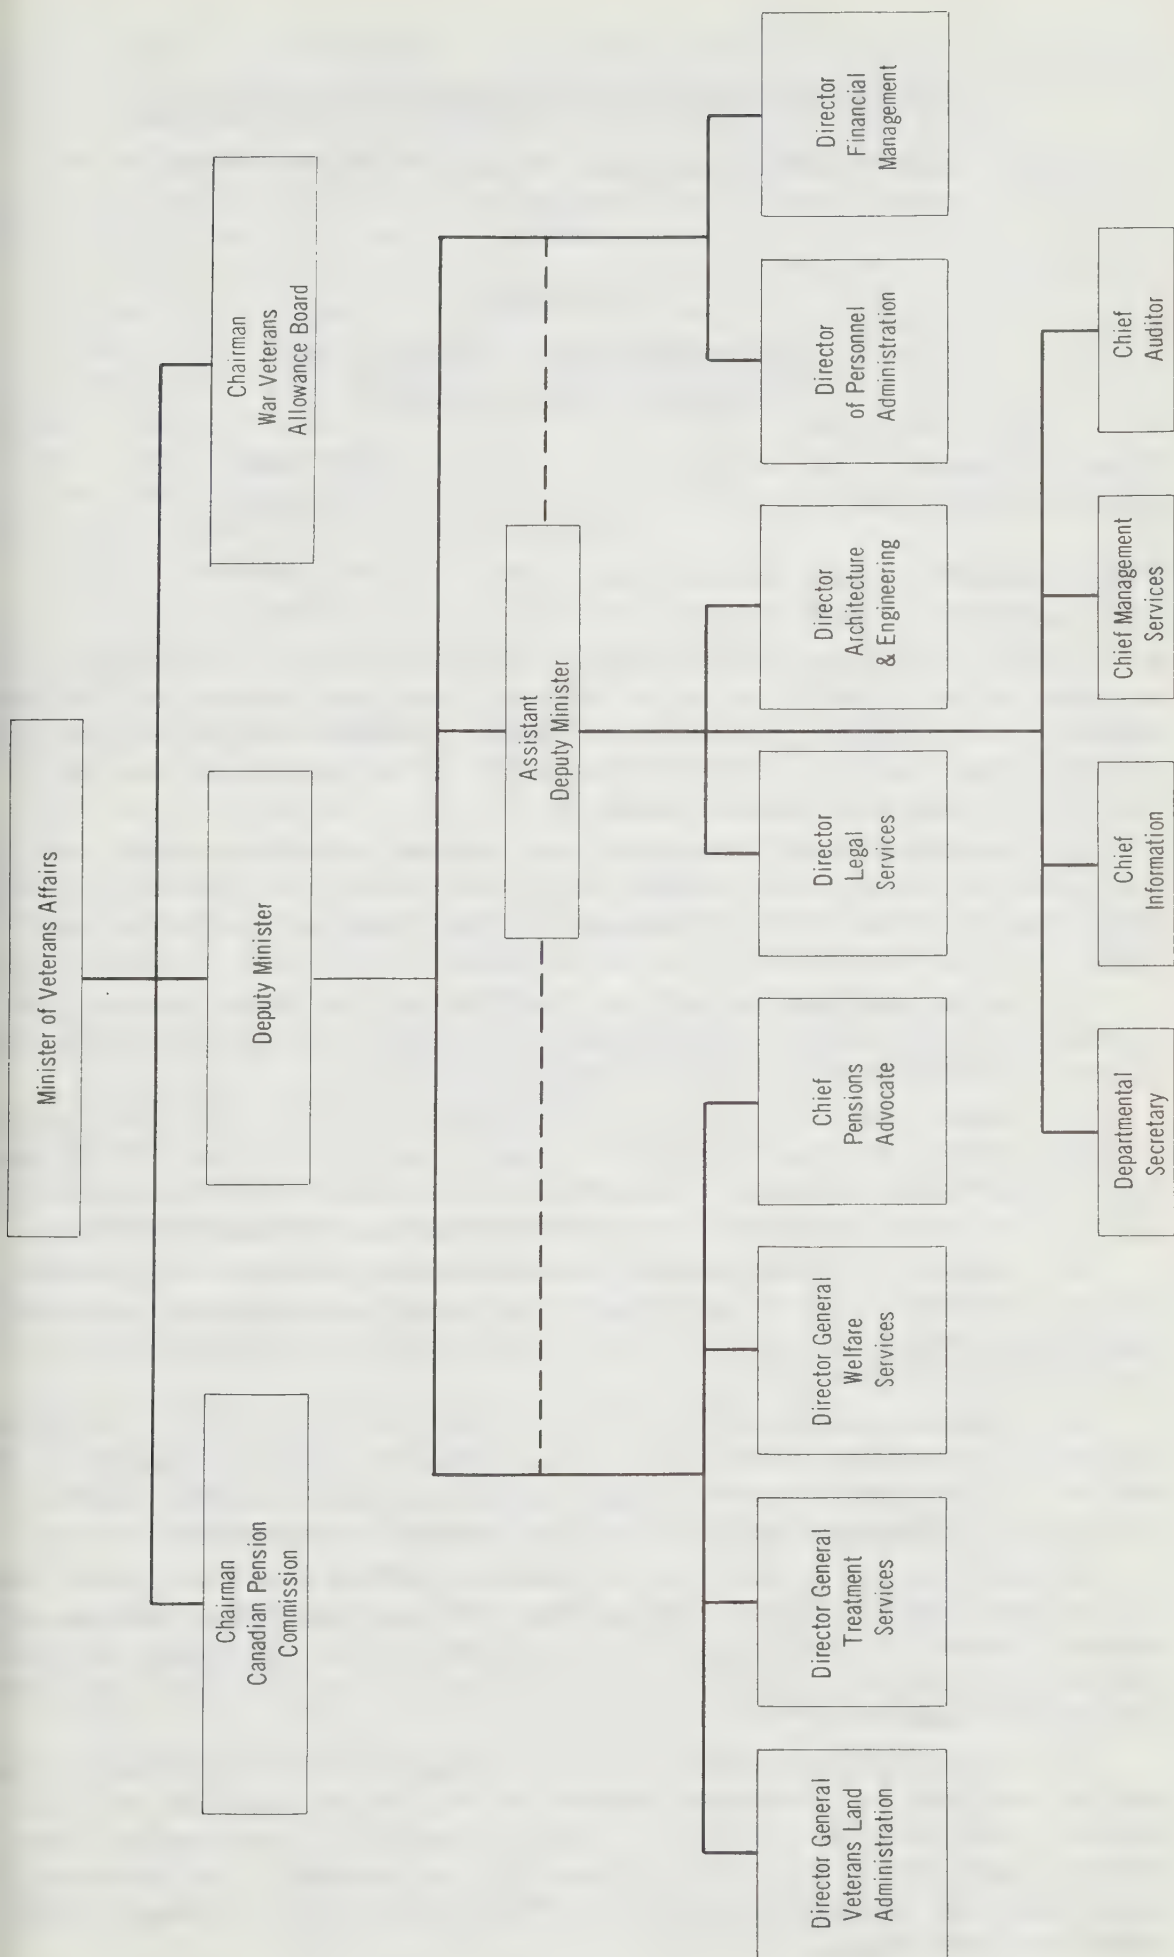 Minister of Veterans Affairs
Chairman
Canadian Pension
Commission
Deputy Minister
Chairman
War Veterans
Allowance Board
Assistant
Deputy Minister
Director General
Veterans Land
Administration
Director General
Treatment
Services
Director General
Welfare
Services
Chief
Pensions
Advocate
Director
Legal
Services
Director
Architecture
& Engineering
Director
of Personnel
Administration
Director
Financial
Management
Departmental
Secretary
Chief
Information
Chief Management
Services
Chief
Auditor